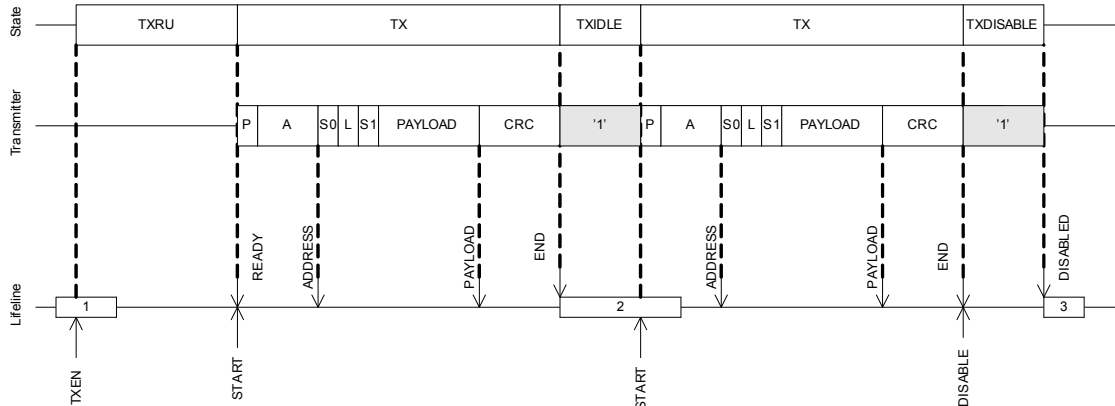 State
TXRU TX TXIDLE TX TXDISABLE
Transmitter
P A S0 L S1 PAYLOAD CRC '1' P A S0 L S1 PAYLOAD CRC '1'
READY ADDRESS PAYLOAD END ADDRESS PAYLOAD END DISABLED
Lifeline
1 2 3
TXEN START START DISABLE